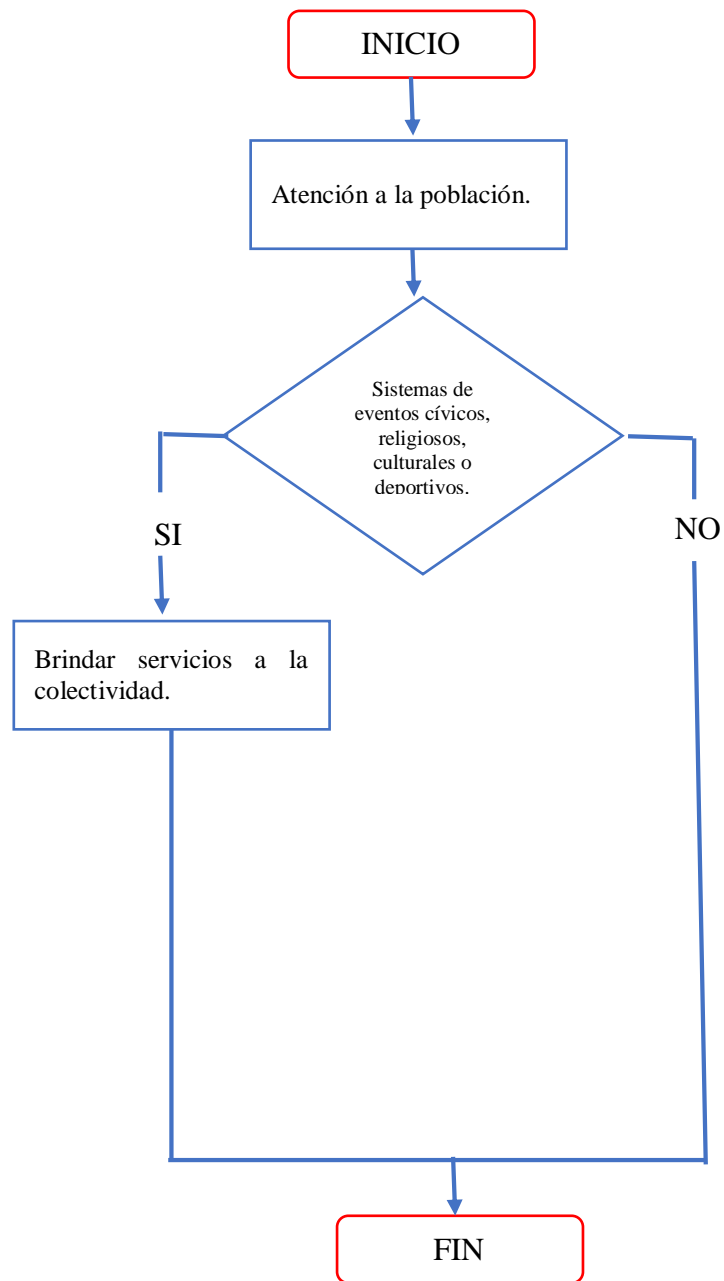 INICIO
Atención a la población.
Sistemas de
eventos cívicos,
religiosos,
culturales o
deportivos.
SI
NO
Brindar servicios a la
colectividad.
FIN